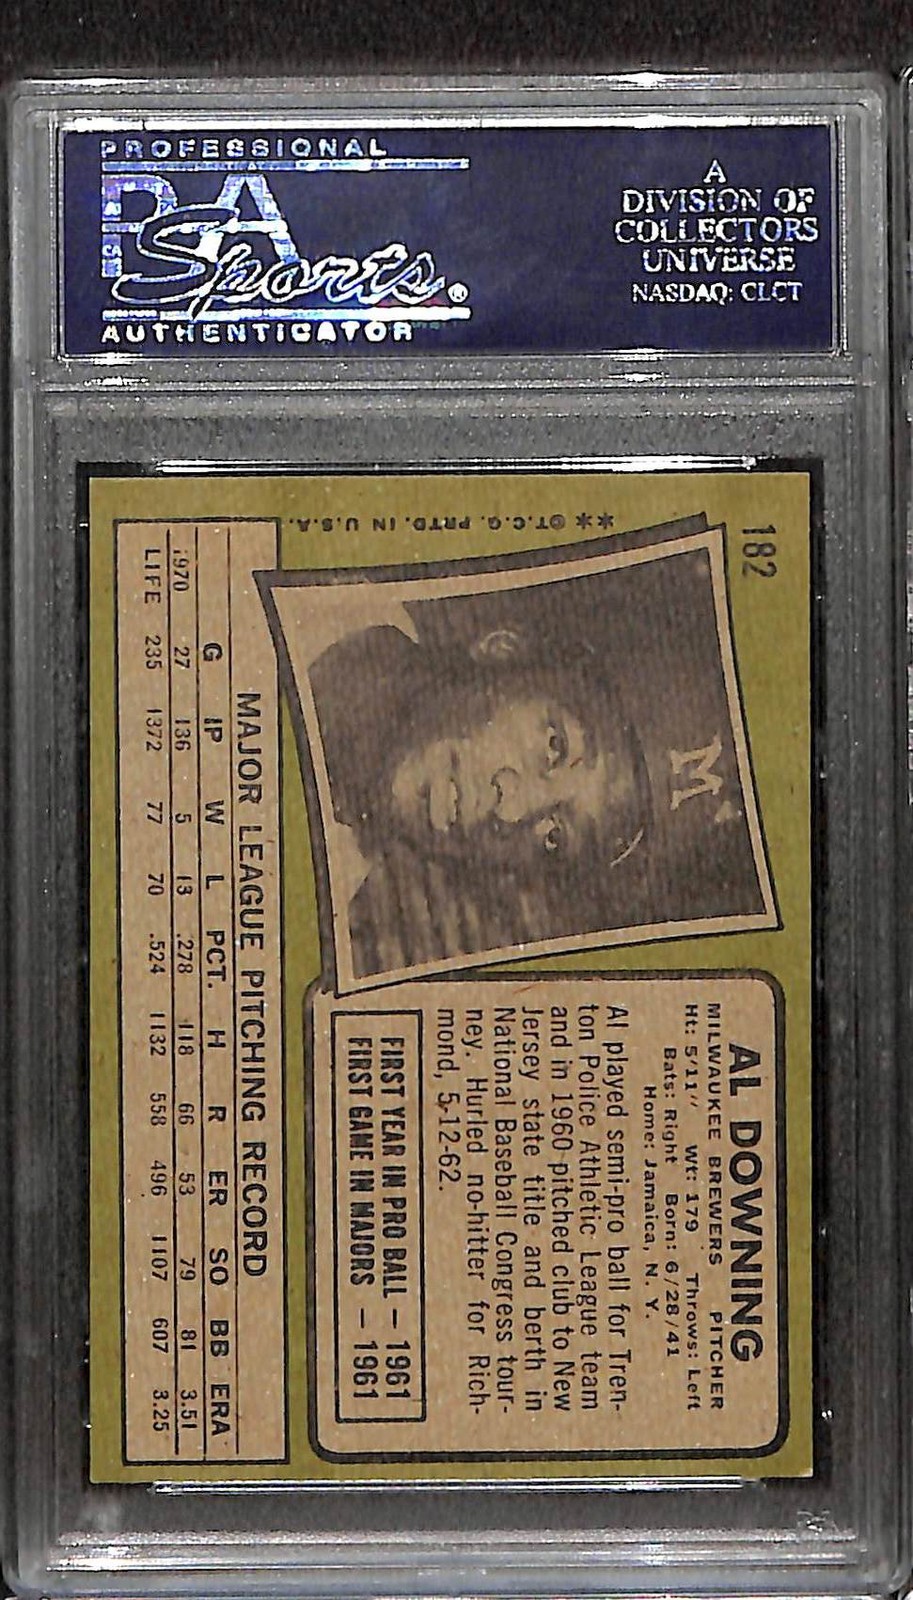 PROFESSIONAL
PSA
Sports®
AUTHENTICATOR
A
DIVISION OF
COLLECTORS
UNIVERSE
NASDAQ: CLCT
182
** ©T.C.G. PRTD. IN U.S.A.
M
AL DOWNING
MILWAUKEE BREWERS PITCHER
Ht: 5/11" Wt: 179 Throws: Left
Bats: Right Born: 6/28/41
Home: Jamaica, N. Y.
Al played semi-pro ball for Tren-
ton Police Athletic League team
and in 1960 pitched club to New
Jersey state title and berth in
National Baseball Congress tour-
ney. Hurled no-hitter for Rich-
mond, 5-12-62.
FIRST YEAR IN PRO BALL — 1961
FIRST GAME IN MAJORS — 1961
MAJOR LEAGUE PITCHING RECORD
G IP W L PCT. H R ER SO BB ERA
1970 27 136 5 13 .278 118 66 53 79 81 3.51
LIFE 235 1372 77 70 .524 1132 558 496 1107 607 3.25